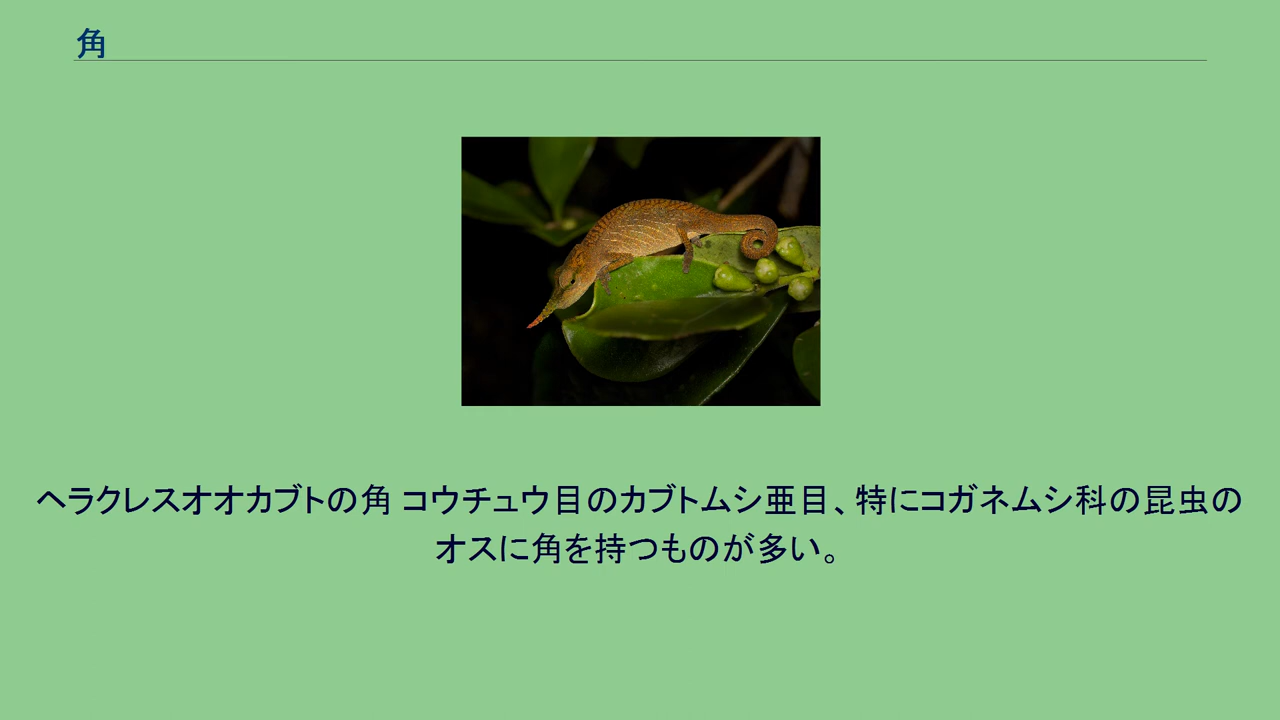 角
ヘラクレスオオカブトの角 コウチュウ目のカブトムシ亜目、特にコガネムシ科の昆虫の
オスに角を持つものが多い。